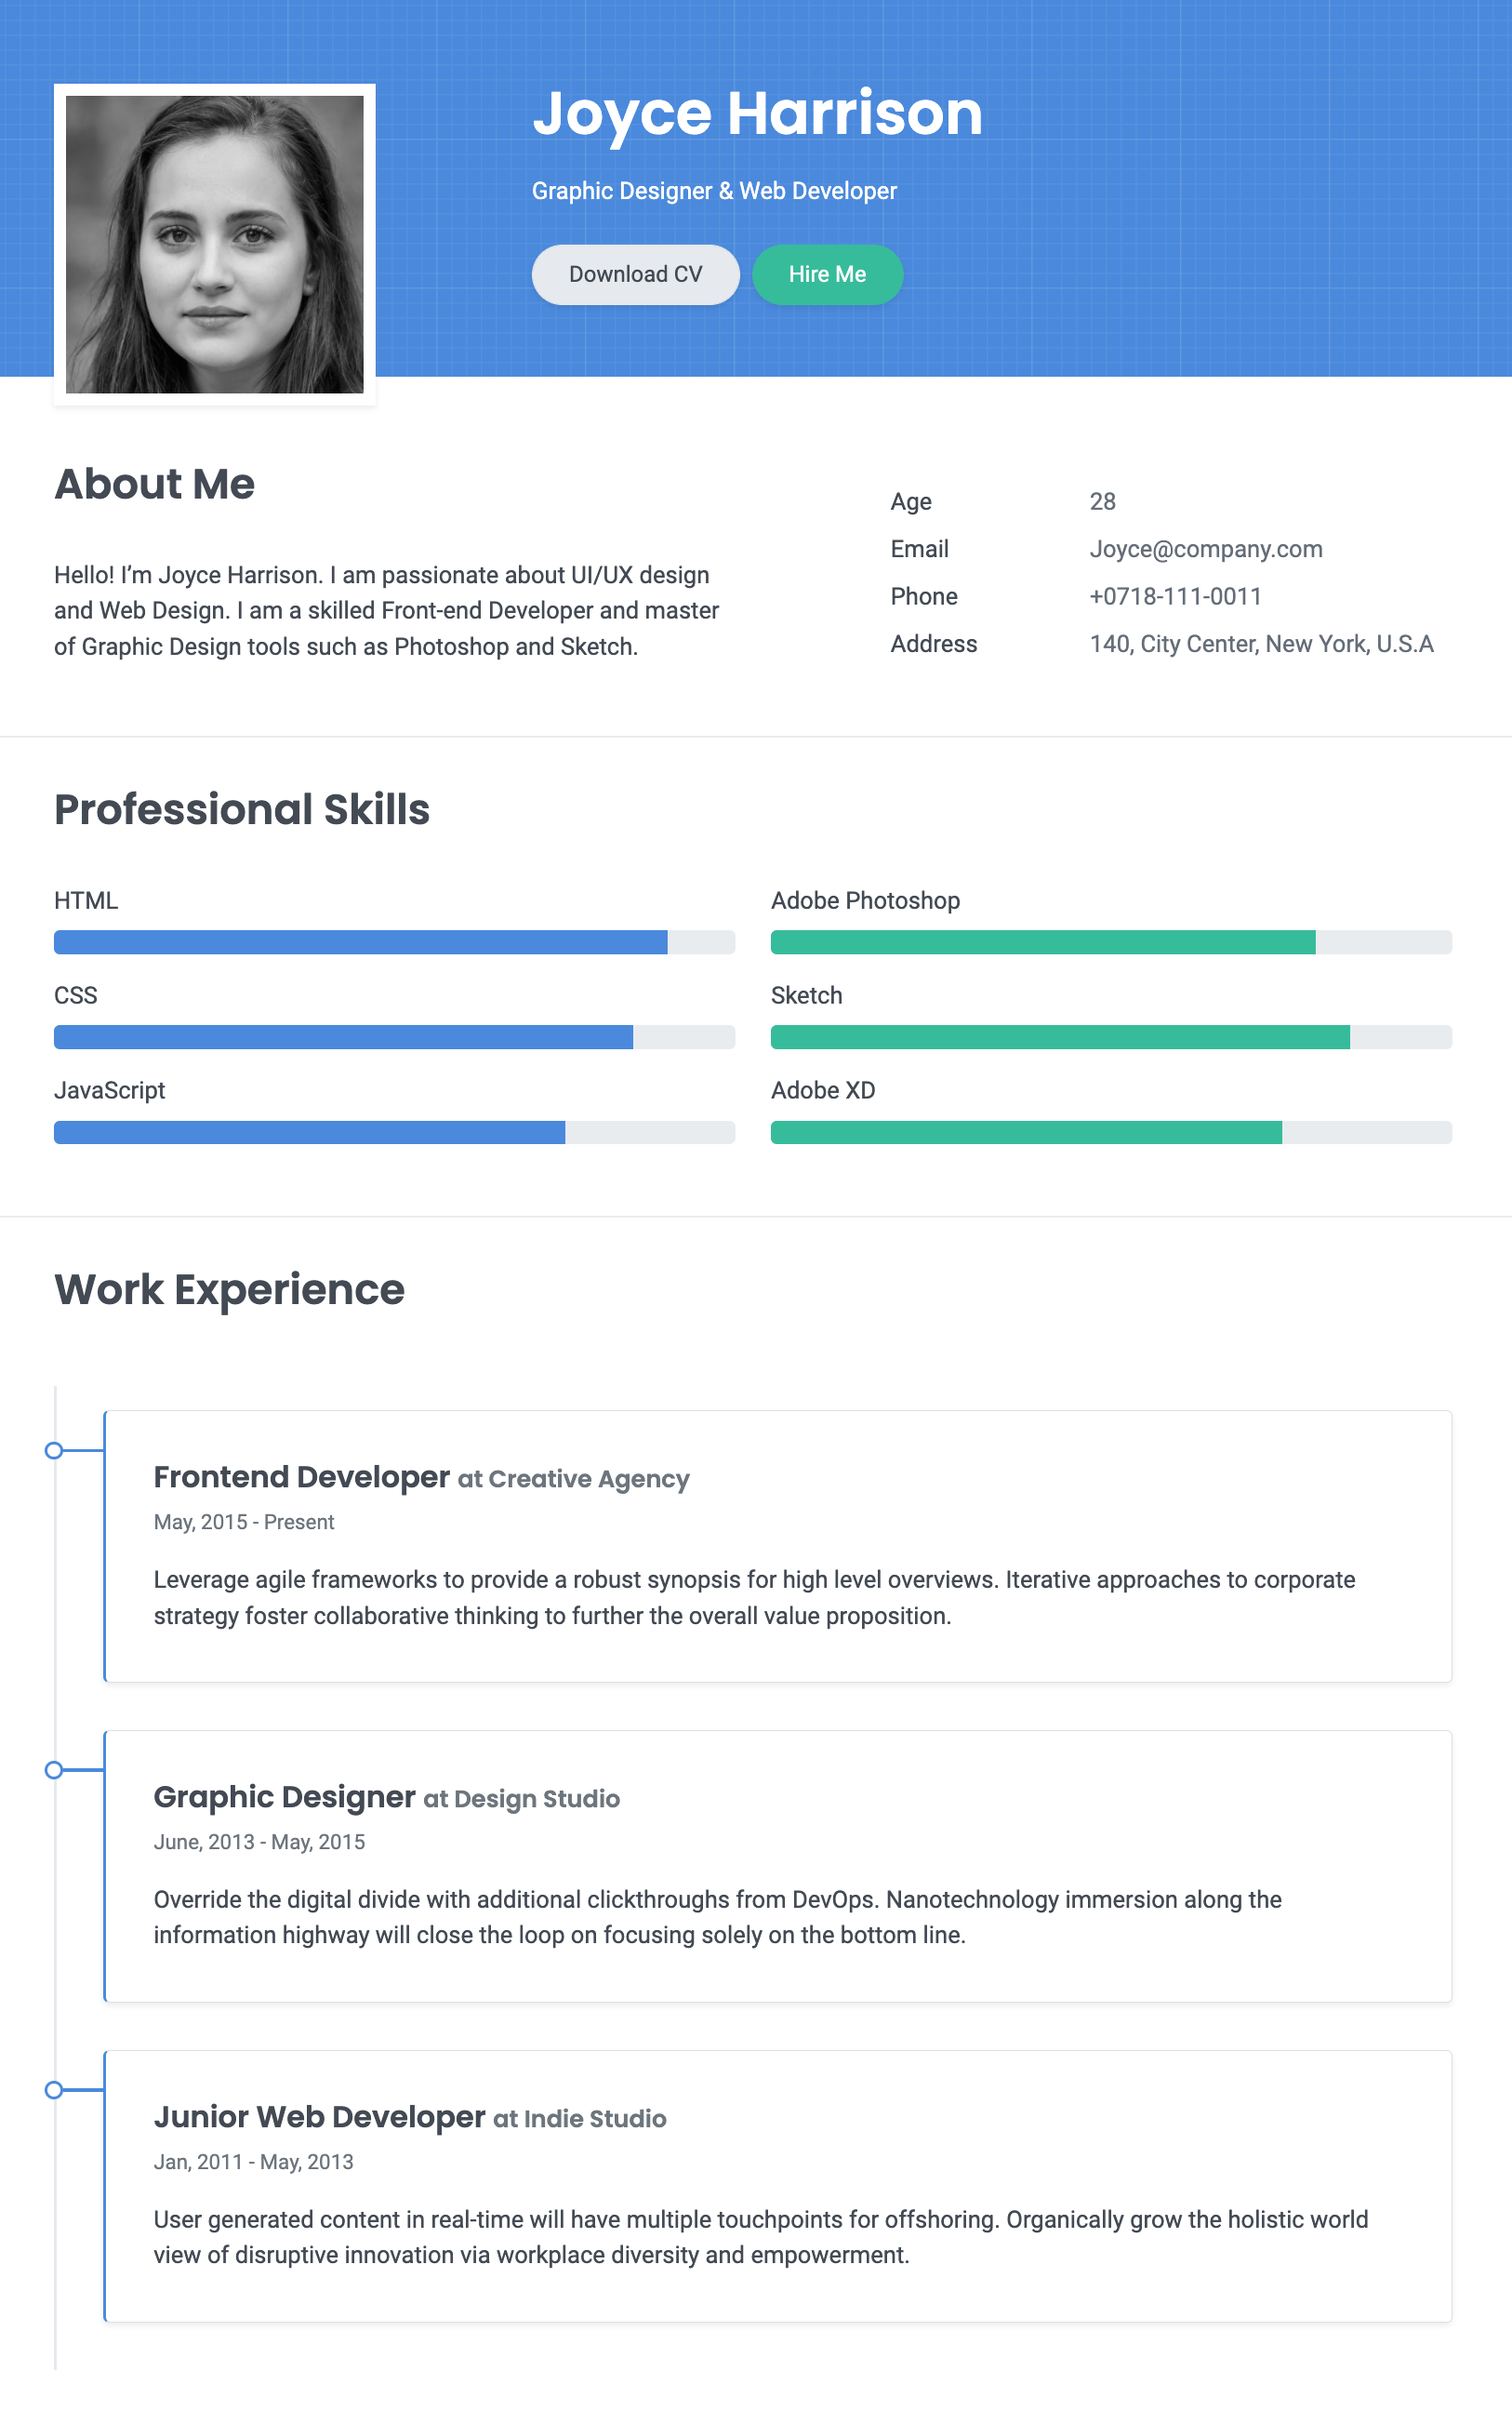 Joyce Harrison
Graphic Designer & Web Developer
Download CV
Hire Me
About Me
Hello! I’m Joyce Harrison. I am passionate about UI/UX design
and Web Design. I am a skilled Front-end Developer and master
of Graphic Design tools such as Photoshop and Sketch.
Age 28
Email Joyce@company.com
Phone +0718-111-0011
Address 140, City Center, New York, U.S.A
Professional Skills
HTML
CSS
JavaScript
Adobe Photoshop
Sketch
Adobe XD
Work Experience
Frontend Developer at Creative Agency
May, 2015 - Present
Leverage agile frameworks to provide a robust synopsis for high level overviews. Iterative approaches to corporate
strategy foster collaborative thinking to further the overall value proposition.
Graphic Designer at Design Studio
June, 2013 - May, 2015
Override the digital divide with additional clickthroughs from DevOps. Nanotechnology immersion along the
information highway will close the loop on focusing solely on the bottom line.
Junior Web Developer at Indie Studio
Jan, 2011 - May, 2013
User generated content in real-time will have multiple touchpoints for offshoring. Organically grow the holistic world
view of disruptive innovation via workplace diversity and empowerment.